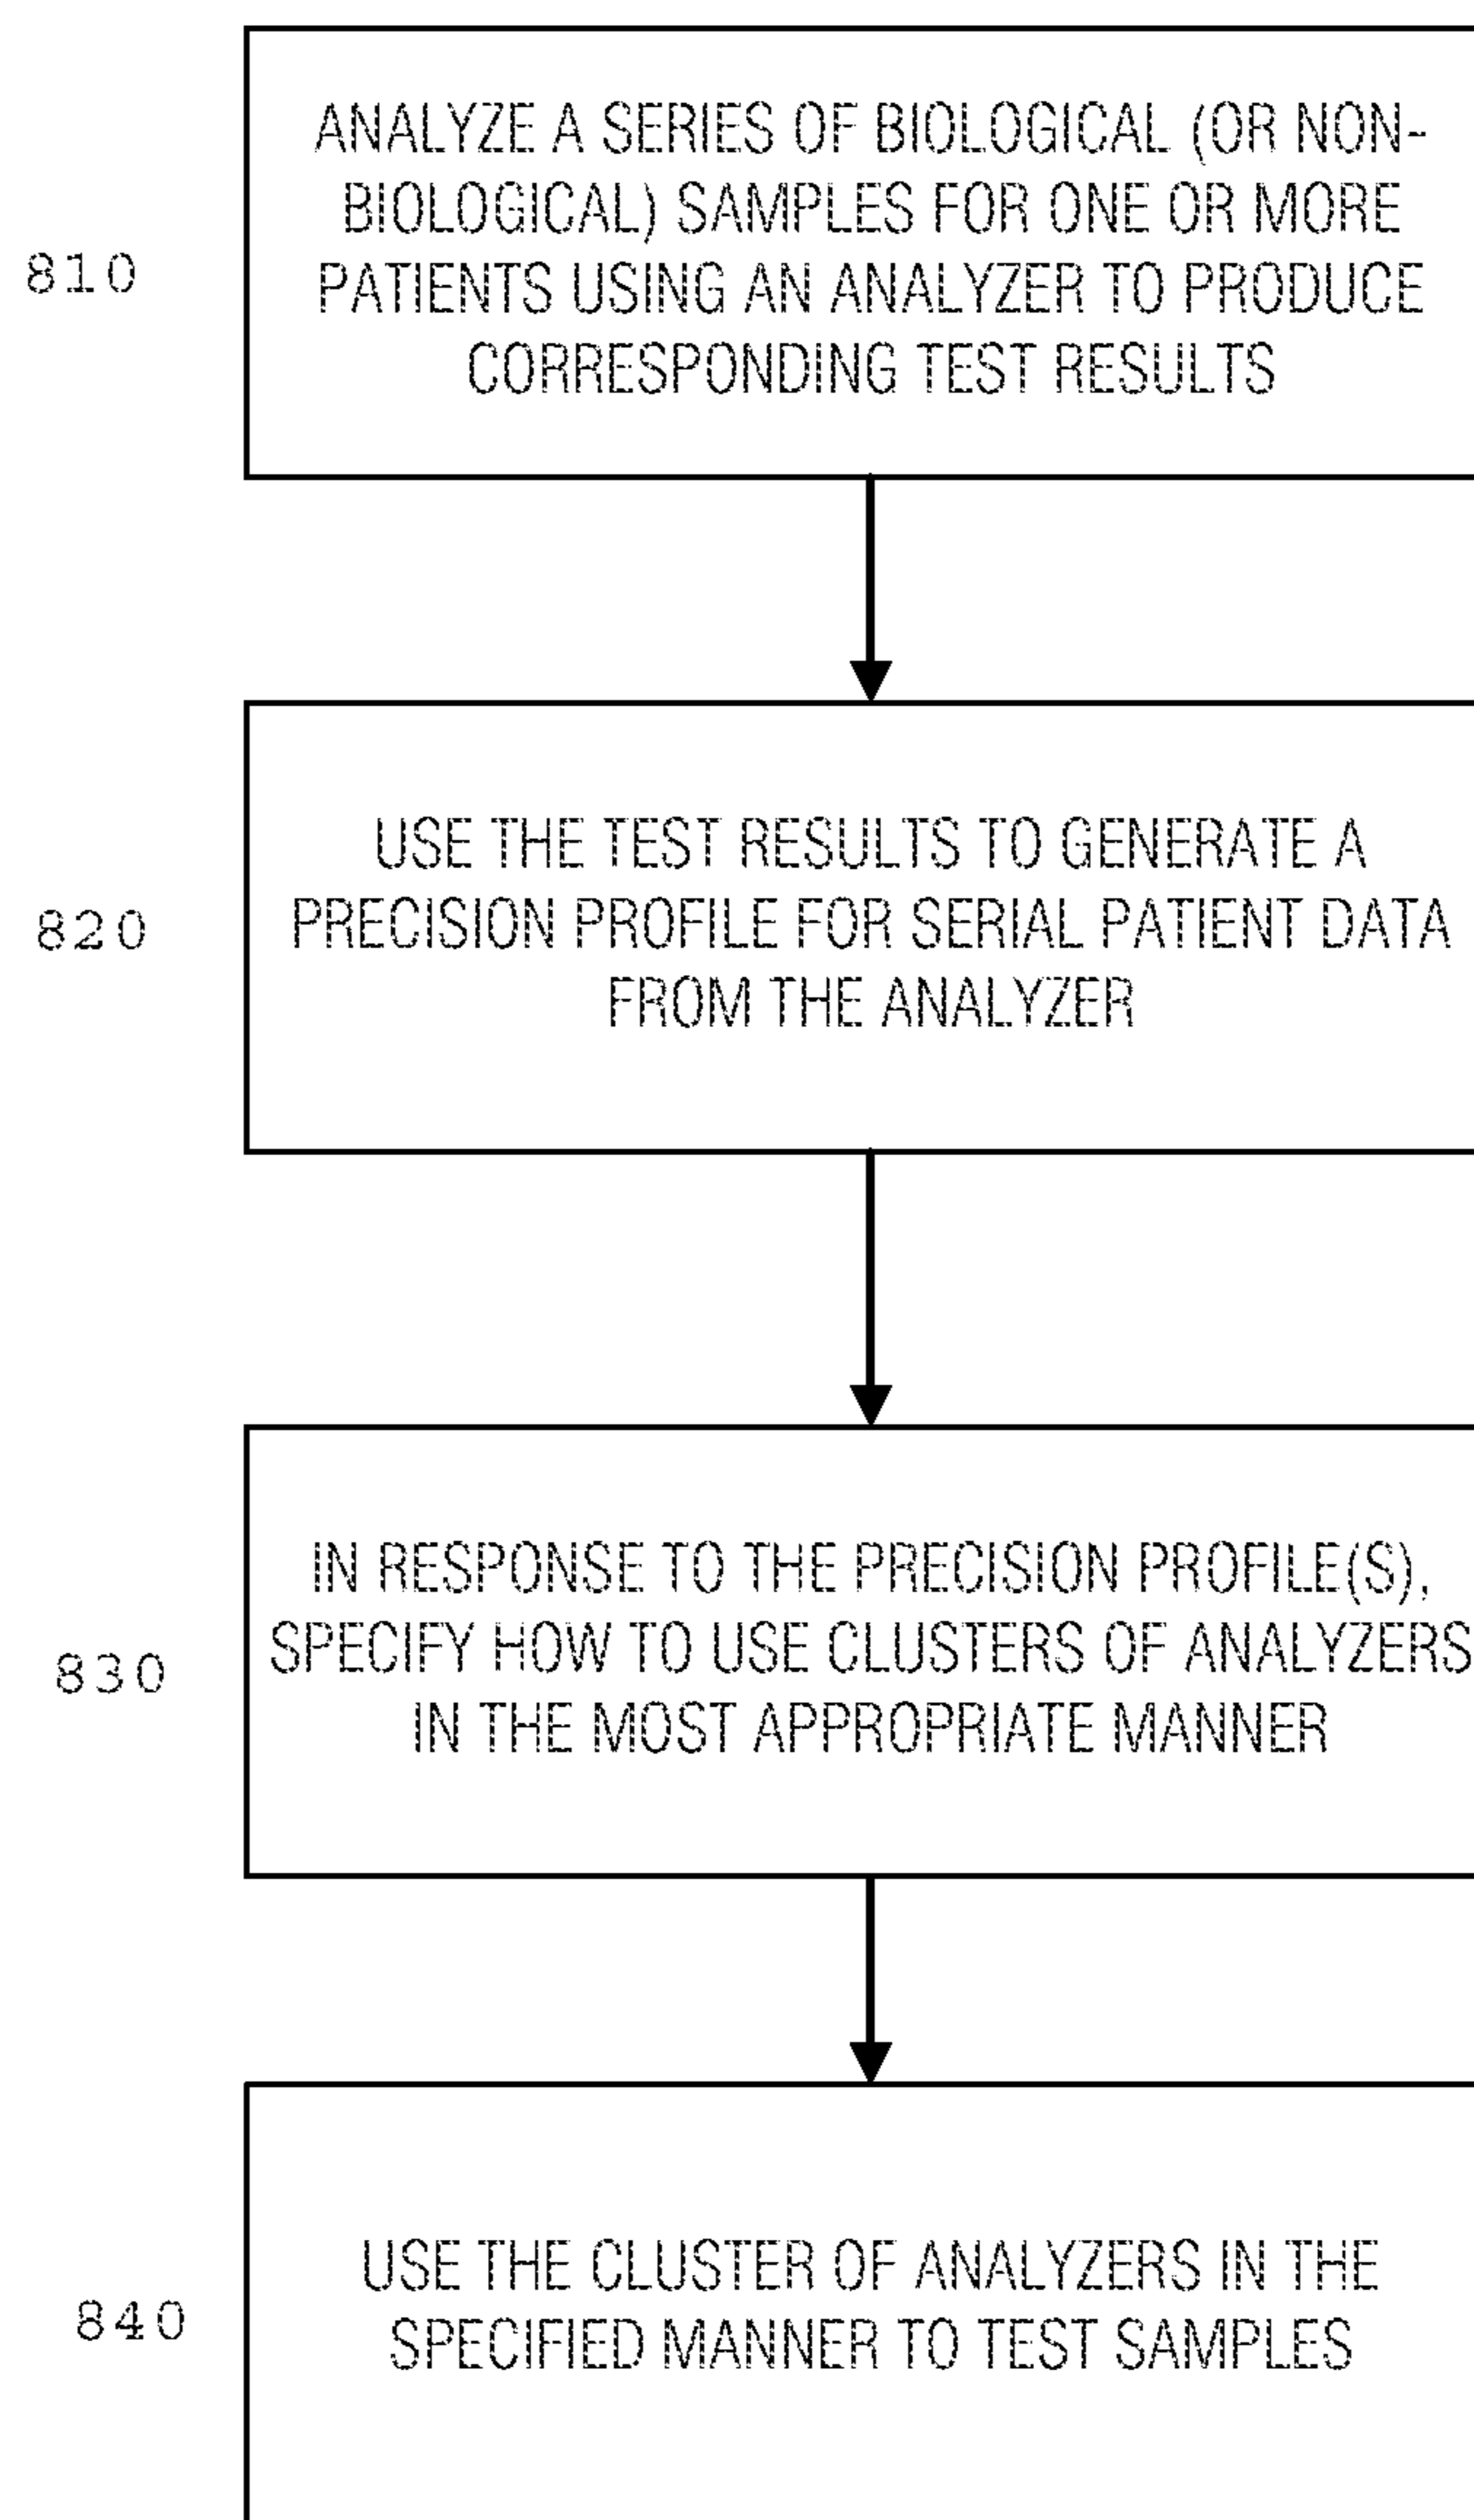 ANALYZE A SERIES OF BIOLOGICAL (OR NON-
BIOLOGICAL) SAMPLES FOR ONE OR MORE
810
PATIENTS USING AN ANALYZER TO PRODUCE
CORRESPONDING TEST RESULTS
USE THE TEST RESULTS TO GENERATE A
820
PRECISION PROFILE FOR SERIAL PATIENT DATA
FROM THE ANALYZER
IN RESPONSE TO THE PRECISION PROFILE(S),
SPECIFY HOW TO USE CLUSTERS OF ANALYZERS
830
IN THE MOST APPROPRIATE MANNER
USE THE CLUSTER OF ANALYZERS IN THE
840
SPECIFIED MANNER TO TEST SAMPLES